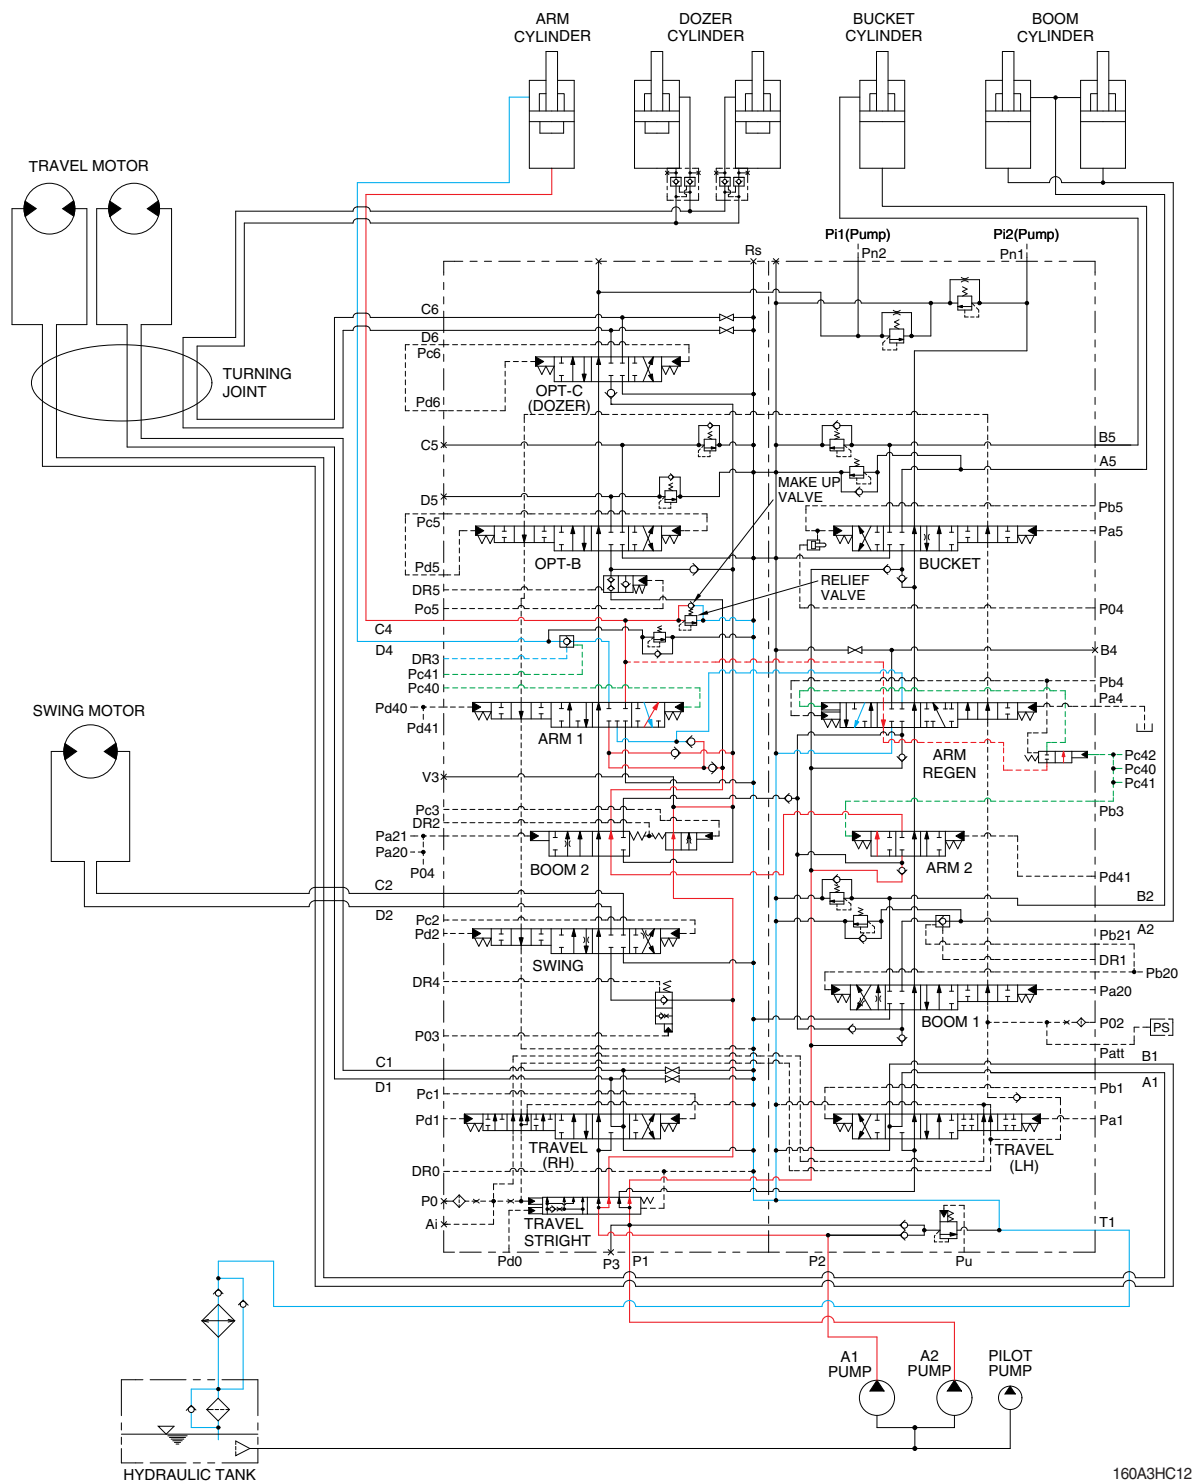 ARM
CYLINDER
DOZER
CYLINDER
BUCKET
CYLINDER
BOOM
CYLINDER
TRAVEL MOTOR
TURNING
JOINT
SWING MOTOR
Rs
Pi1(Pump)
Pn2
Pi2(Pump)
Pn1
C6
D6
Pc6
Pd6
OPT-C
(DOZER)
C5
D5
Pc5
Pd5
OPT-B
DR5
Po5
C4
D4
DR3
Pc41
Pc40
Pd40
Pd41
ARM 1
V3
Pc3
DR2
Pa21
Pa20
P04
BOOM 2
C2
D2
Pc2
Pd2
SWING
DR4
P03
C1
D1
Pc1
Pd1
TRAVEL
(RH)
DR0
P0
Ai
TRAVEL
STRIGHT
Pd0
P3
P1
P2
Pu
MAKE UP
VALVE
RELIEF
VALVE
B5
A5
Pb5
Pa5
BUCKET
P04
B4
Pb4
Pa4
ARM
REGEN
Pc42
Pc40
Pc41
Pb3
ARM 2
Pd41
B2
A2
Pb21
DR1
Pb20
Pa20
BOOM 1
P02
PS
Patt
B1
A1
Pb1
Pa1
TRAVEL
(LH)
T1
A1
PUMP
A2
PUMP
PILOT
PUMP
HYDRAULIC TANK
160A3HC12